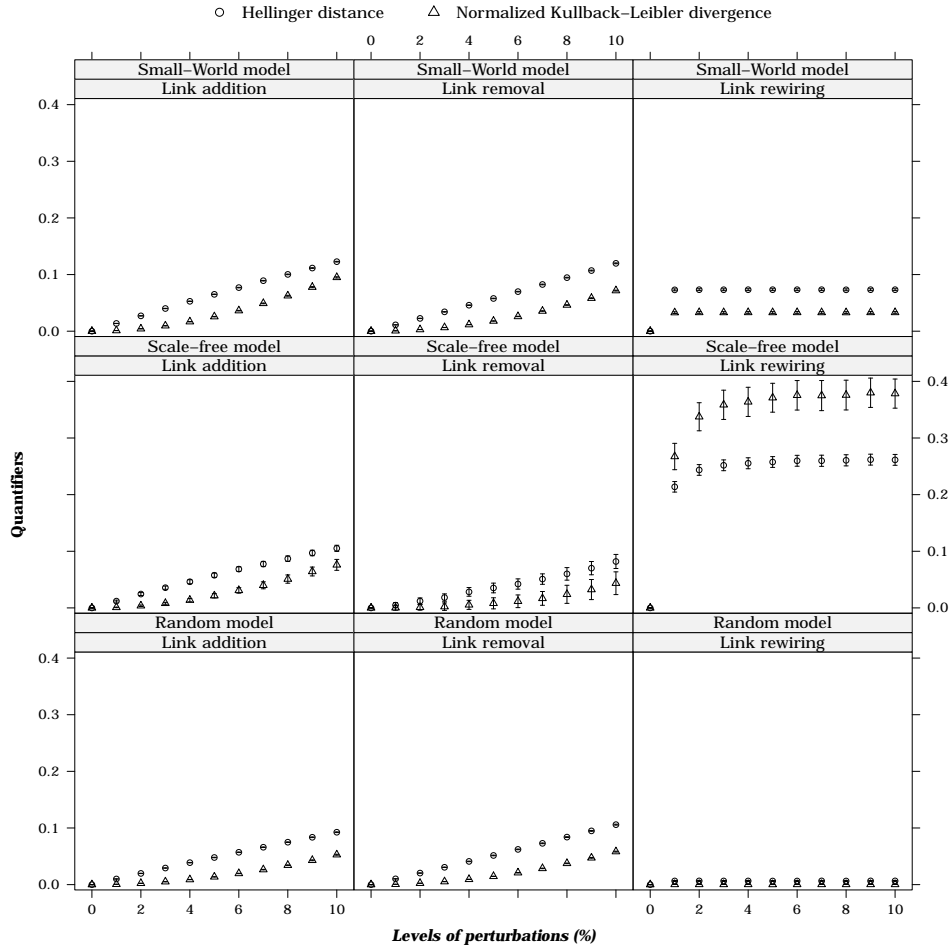 Hellinger distance Normalized Kullback–Leibler divergence
0 2 4 6 8 10
Small–World model Small–World model Small–World model
Link addition Link removal Link rewiring
0.4
0.3
0.2
0.1
0.0
Scale–free model Scale–free model Scale–free model
Link addition Link removal Link rewiring
0.4
0.3
0.2
0.1
0.0
Quantifiers
Random model Random model Random model
Link addition Link removal Link rewiring
0.4
0.3
0.2
0.1
0.0
0 2 4 6 8 10 0 2 4 6 8 10
Levels of perturbations (%)